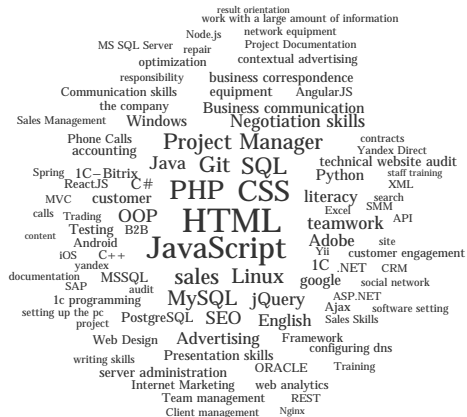 result orientation
work with a large amount of information
Node.js network equipment
MS SQL Server repair Project Documentation
optimization contextual advertising
responsibility business correspondence
Communication skills equipment AngularJS
the company Business communication
Sales Management Windows Negotiation skills
Phone Calls Project Manager contracts
accounting Yandex Direct
Java Git SQL technical website audit
Spring 1C-Bitrix Python staff training
ReactJS C# PHP CSS XML
MVC customer literacy search
calls Trading OOP HTML Excel SMM
Testing B2B teamwork API
content Android JavaScript Adobe site
iOS C++ Yii customer engagement
yandex 1C .NET CRM
documentation MSSQL sales Linux google social network
SAP audit
1c programming MySQL jQuery ASP.NET
setting up the pc Ajax software setting
project PostgreSQL SEO English Sales Skills
Web Design Advertising Framework
configuring dns
writing skills Presentation skills
server administration ORACLE Training
Internet Marketing web analytics
Team management REST
Client management Nginx